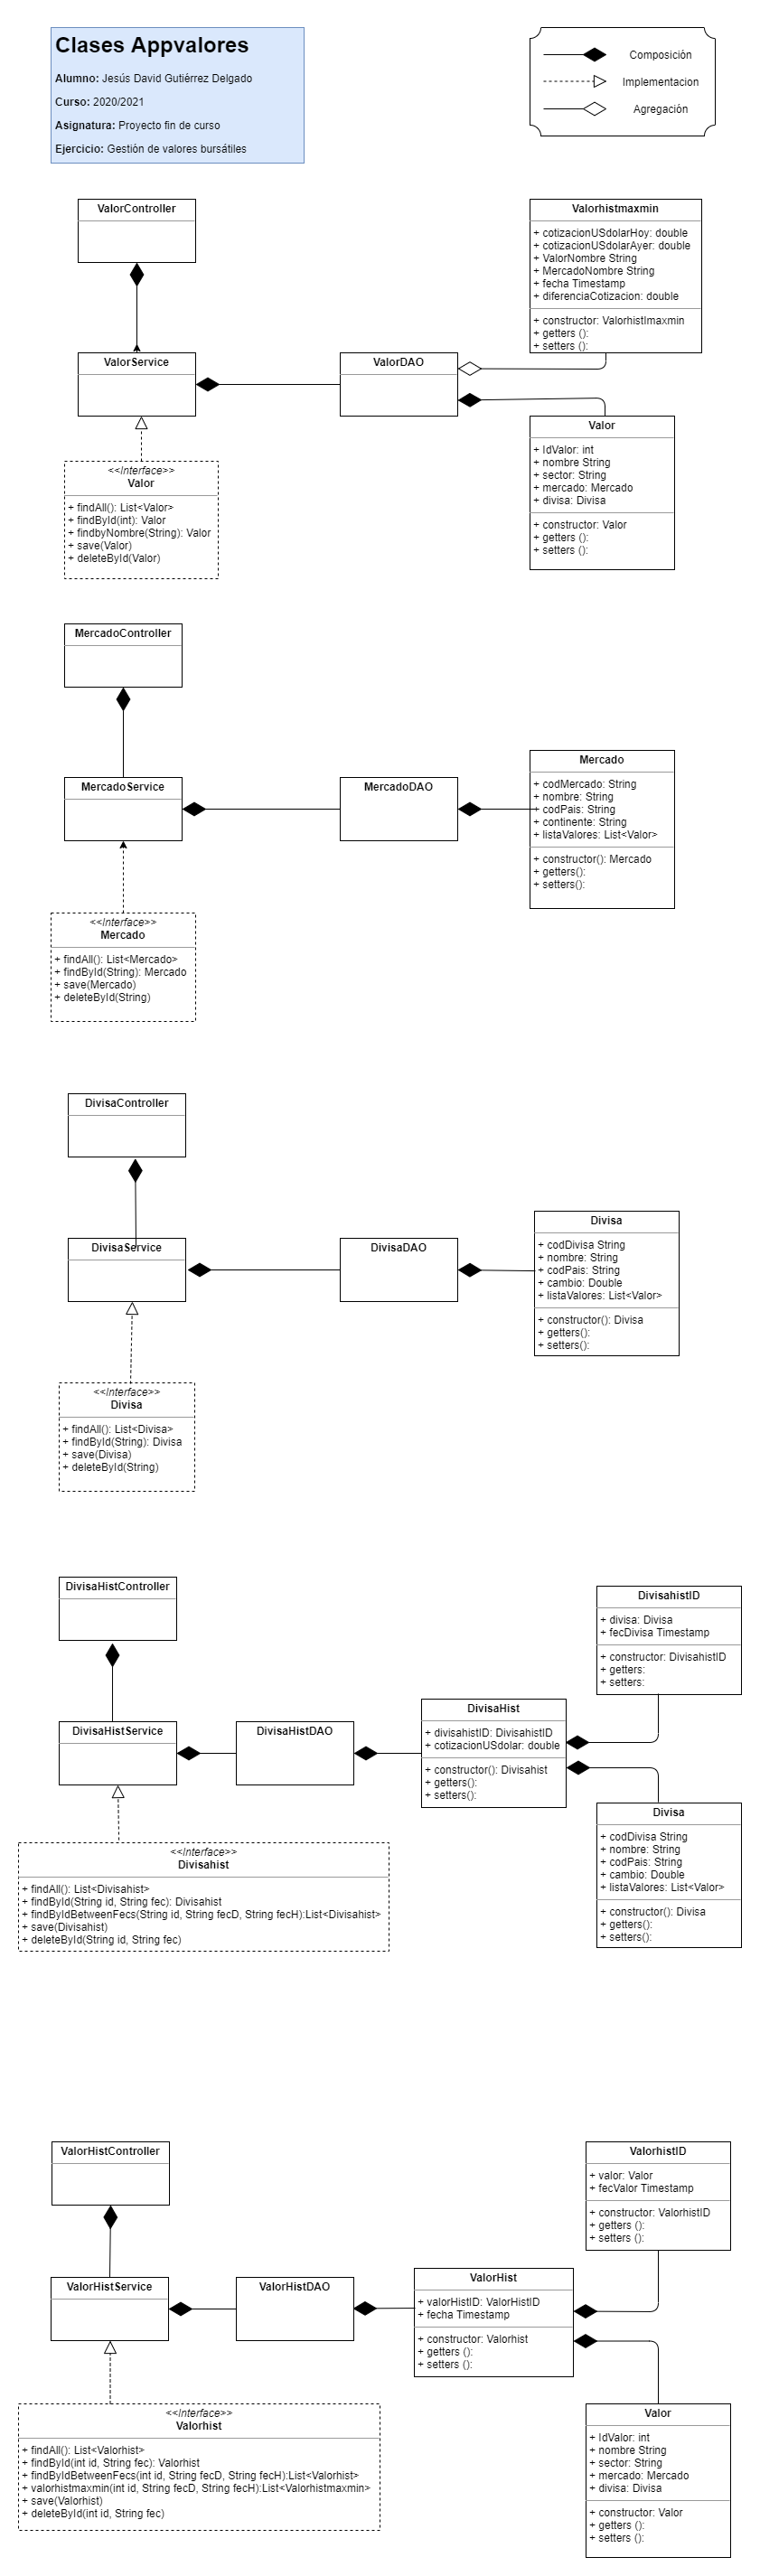 Clases Appvalores
Alumno: Jesús David Gutiérrez Delgado
Curso: 2020/2021
Asignatura: Proyecto fin de curso
Ejercicio: Gestión de valores bursátiles
Composición
Implementacion
Agregación
ValorController
Valorhistmaxmin
+ cotizacionUSdolarHoy: double
+ cotizacionUSdolarAyer: double
+ ValorNombre String
+ MercadoNombre String
+ fecha Timestamp
+ diferenciaCotizacion: double
+ constructor: ValorhistImaxmin
+ getters ():
+ setters ():
ValorService
ValorDAO
Valor
+ IdValor: int
+ nombre String
+ sector: String
+ mercado: Mercado
+ divisa: Divisa
+ constructor: Valor
+ getters ():
+ setters ():
<<Interface>>
Valor
+ findAll(): List<Valor>
+ findById(int): Valor
+ findbyNombre(String): Valor
+ save(Valor)
+ deleteById(Valor)
MercadoController
MercadoService
MercadoDAO
Mercado
+ codMercado: String
+ nombre: String
+ codPais: String
+ continente: String
+ listaValores: List<Valor>
+ constructor(): Mercado
+ getters():
+ setters():
<<Interface>>
Mercado
+ findAll(): List<Mercado>
+ findById(String): Mercado
+ save(Mercado)
+ deleteById(String)
DivisaController
DivisaService
DivisaDAO
Divisa
+ codDivisa String
+ nombre: String
+ codPais: String
+ cambio: Double
+ listaValores: List<Valor>
+ constructor(): Divisa
+ getters():
+ setters():
<<Interface>>
Divisa
+ findAll(): List<Divisa>
+ findById(String): Divisa
+ save(Divisa)
+ deleteById(String)
DivisaHistController
DivisahistID
+ divisa: Divisa
+ fecDivisa Timestamp
+ constructor: DivisahistID
+ getters:
+ setters:
DivisaHistService
DivisaHistDAO
DivisaHist
+ divisahistID: DivisahistID
+ cotizacionUSdolar: double
+ constructor(): Divisahist
+ getters():
+ setters():
Divisa
+ codDivisa String
+ nombre: String
+ codPais: String
+ cambio: Double
+ listaValores: List<Valor>
+ constructor(): Divisa
+ getters():
+ setters():
<<Interface>>
Divisahist
+ findAll(): List<Divisahist>
+ findById(String id, String fec): Divisahist
+ findByIdBetweenFecs(String id, String fecD, String fecH):List<Divisahist>
+ save(Divisahist)
+ deleteById(String id, String fec)
ValorHistController
ValorhistID
+ valor: Valor
+ fecValor Timestamp
+ constructor: ValorhistID
+ getters ():
+ setters ():
ValorHistService
ValorHistDAO
ValorHist
+ valorHistID: ValorHistID
+ fecha Timestamp
+ constructor: Valorhist
+ getters ():
+ setters ():
Valor
+ IdValor: int
+ nombre String
+ sector: String
+ mercado: Mercado
+ divisa: Divisa
+ constructor: Valor
+ getters ():
+ setters ():
<<Interface>>
Valorhist
+ findAll(): List<Valorhist>
+ findById(int id, String fec): Valorhist
+ findByIdBetweenFecs(int id, String fecD, String fecH):List<Valorhist>
+ valorhistmaxmin(int id, String fecD, String fecH):List<Valorhistmaxmin>
+ save(Valorhist)
+ deleteById(int id, String fec)